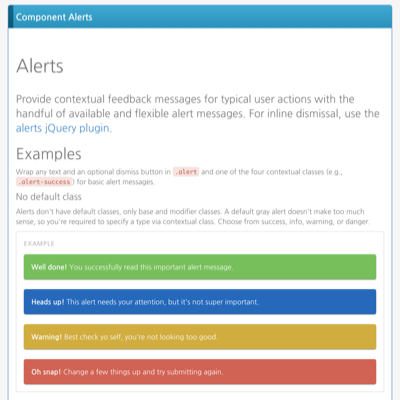 Component Alerts
Alerts
Provide contextual feedback messages for typical user actions with the
handful of available and flexible alert messages. For inline dismissal, use the
alerts jQuery plugin.
Examples
Wrap any text and an optional dismiss button in .alert and one of the four contextual classes (e.g.,
.alert-success) for basic alert messages.
No default class
Alerts don't have default classes, only base and modifier classes. A default gray alert doesn't make too much
sense, so you're required to specify a type via contextual class. Choose from success, info, warning, or danger.
EXAMPLE
Well done! You successfully read this important alert message.
Heads up! This alert needs your attention, but it's not super important.
Warning! Best check yo self, you're not looking too good.
Oh snap! Change a few things up and try submitting again.